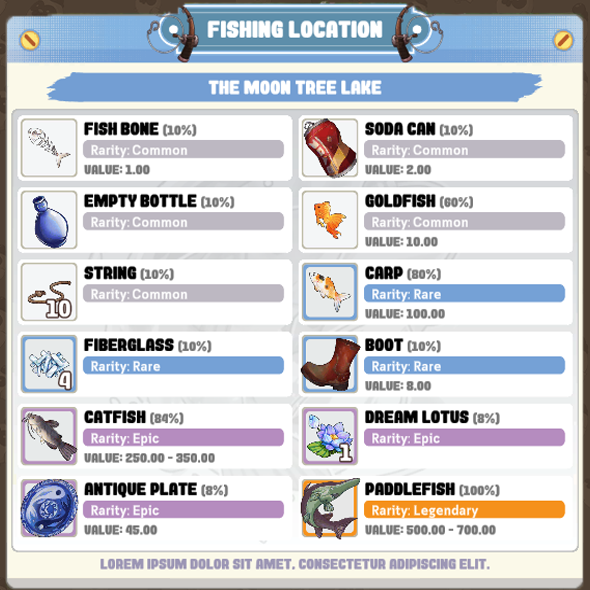 FISHING LOCATION
THE MOON TREE LAKE
FISH BONE (10%)
Rarity: Common
VALUE: 1.00
SODA CAN (10%)
Rarity: Common
VALUE: 2.00
EMPTY BOTTLE (10%)
Rarity: Common
GOLDFISH (60%)
Rarity: Common
VALUE: 10.00
STRING (10%)
Rarity: Common
10
CARP (80%)
Rarity: Rare
VALUE: 100.00
FIBERGLASS (10%)
Rarity: Rare
4
BOOT (10%)
Rarity: Rare
VALUE: 8.00
CATFISH (84%)
Rarity: Epic
VALUE: 250.00 - 350.00
DREAM LOTUS (8%)
Rarity: Epic
1
ANTIQUE PLATE (8%)
Rarity: Epic
VALUE: 45.00
PADDLEFISH (100%)
Rarity: Legendary
VALUE: 500.00 - 700.00
LOREM IPSUM DOLOR SIT AMET. CONSECTETUR ADIPISCING ELIT.